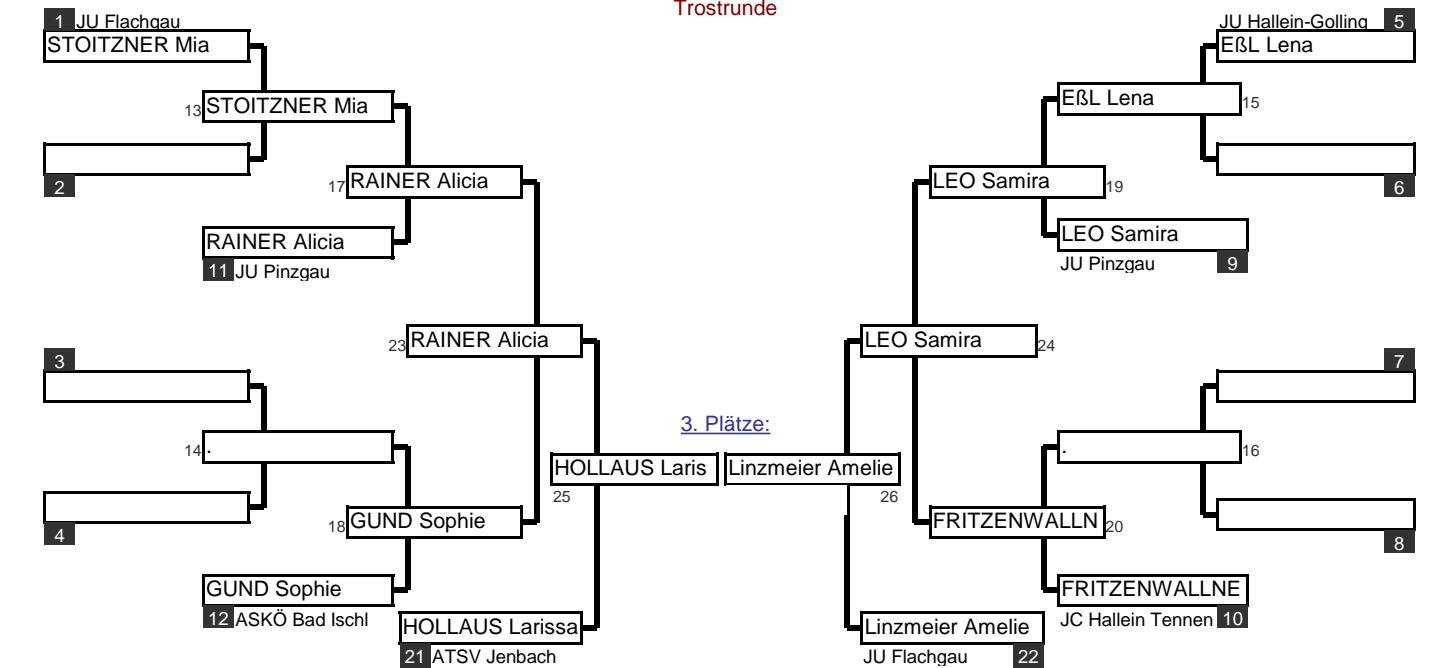 Trostrunde
1 JU Flachgau
JU Hallein-Golling 5
STOITZNER Mia
EßL Lena
13 STOITZNER Mia
EßL Lena 15
2
17 RAINER Alicia
LEO Samira 19
6
RAINER Alicia
LEO Samira
11 JU Pinzgau
JU Pinzgau 9
23 RAINER Alicia
LEO Samira 24
3
7
3. Plätze:
14 .
. 16
HOLLAUS Laris
Linzmeier Amelie
25
26
4
18 GUND Sophie
FRITZENWALLN 20
8
GUND Sophie
FRITZENWALLNE
12 ASKÖ Bad Ischl
JC Hallein Tennen 10
HOLLAUS Larissa
Linzmeier Amelie
21 ATSV Jenbach
JU Flachgau 22